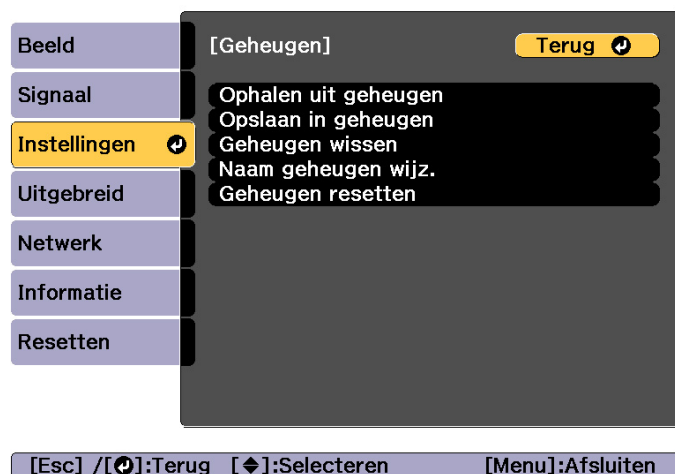 Beeld
Signaal
Instellingen
Uitgebreid
Netwerk
Informatie
Resetten
[Geheugen] Terug
Ophalen uit geheugen
Opslaan in geheugen
Geheugen wissen
Naam geheugen wijz.
Geheugen resetten
[Esc] /[ ]:Terug [ ]:Selecteren [Menu]:Afsluiten